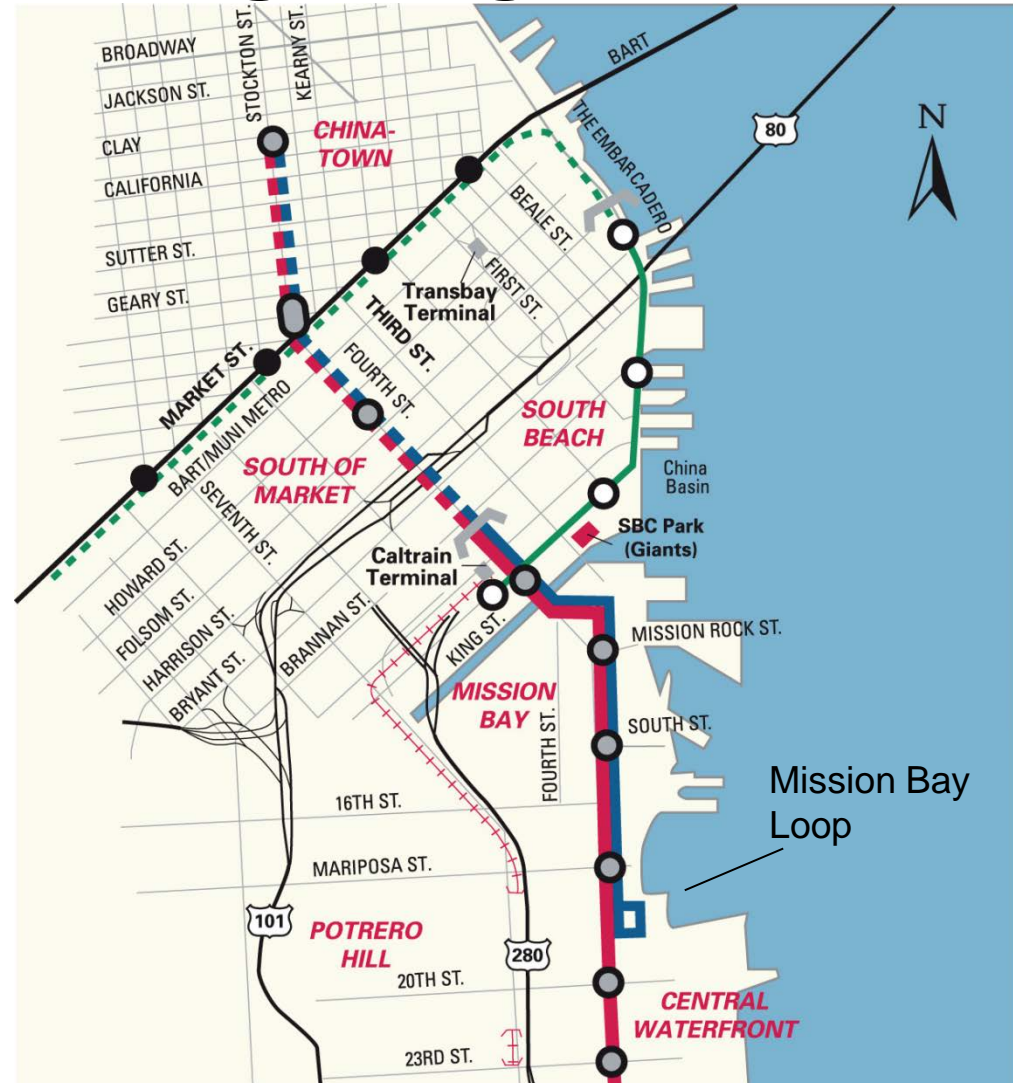 BROADWAY
JACKSON ST.
CLAY
CALIFORNIA
SUTTER ST.
GEARY ST.
STOCKTON ST.
KEARNY ST.
CHINA-
TOWN
BART
80
N
THE EMBARCADERO
BEALE ST.
FIRST ST.
Transbay
Terminal
THIRD ST.
FOURTH ST.
MARKET ST.
BART/MUNI METRO
SOUTH
BEACH
SOUTH OF
MARKET
SEVENTH ST.
China
Basin
SBC Park
(Giants)
Caltrain
Terminal
HOWARD ST.
FOLSOM ST.
HARRISON ST.
BRYANT ST.
BRANNAN ST.
KING ST.
MISSION ROCK ST.
MISSION
BAY
FOURTH ST.
SOUTH ST.
Mission Bay
Loop
16TH ST.
MARIPOSA ST.
101
POTRERO
HILL
280
20TH ST.
CENTRAL
WATERFRONT
23RD ST.